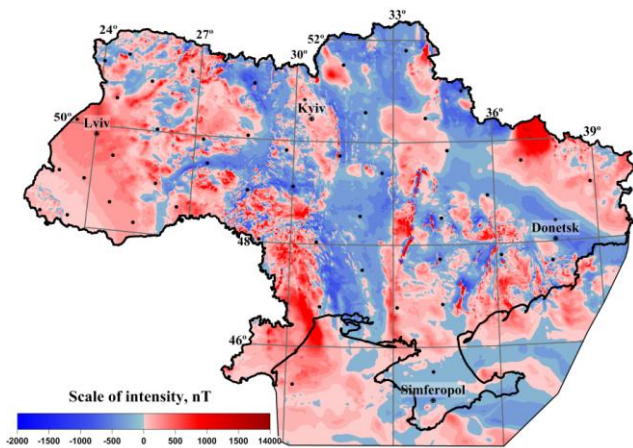 24º
27º
30º
52º
33º
50º
Lviv
Kyiv
36º
39º
48
Donetsk
46º
Simferopol
Scale of intensity, nT
-2000 -1000 -500 0 500 1000 1500 14000